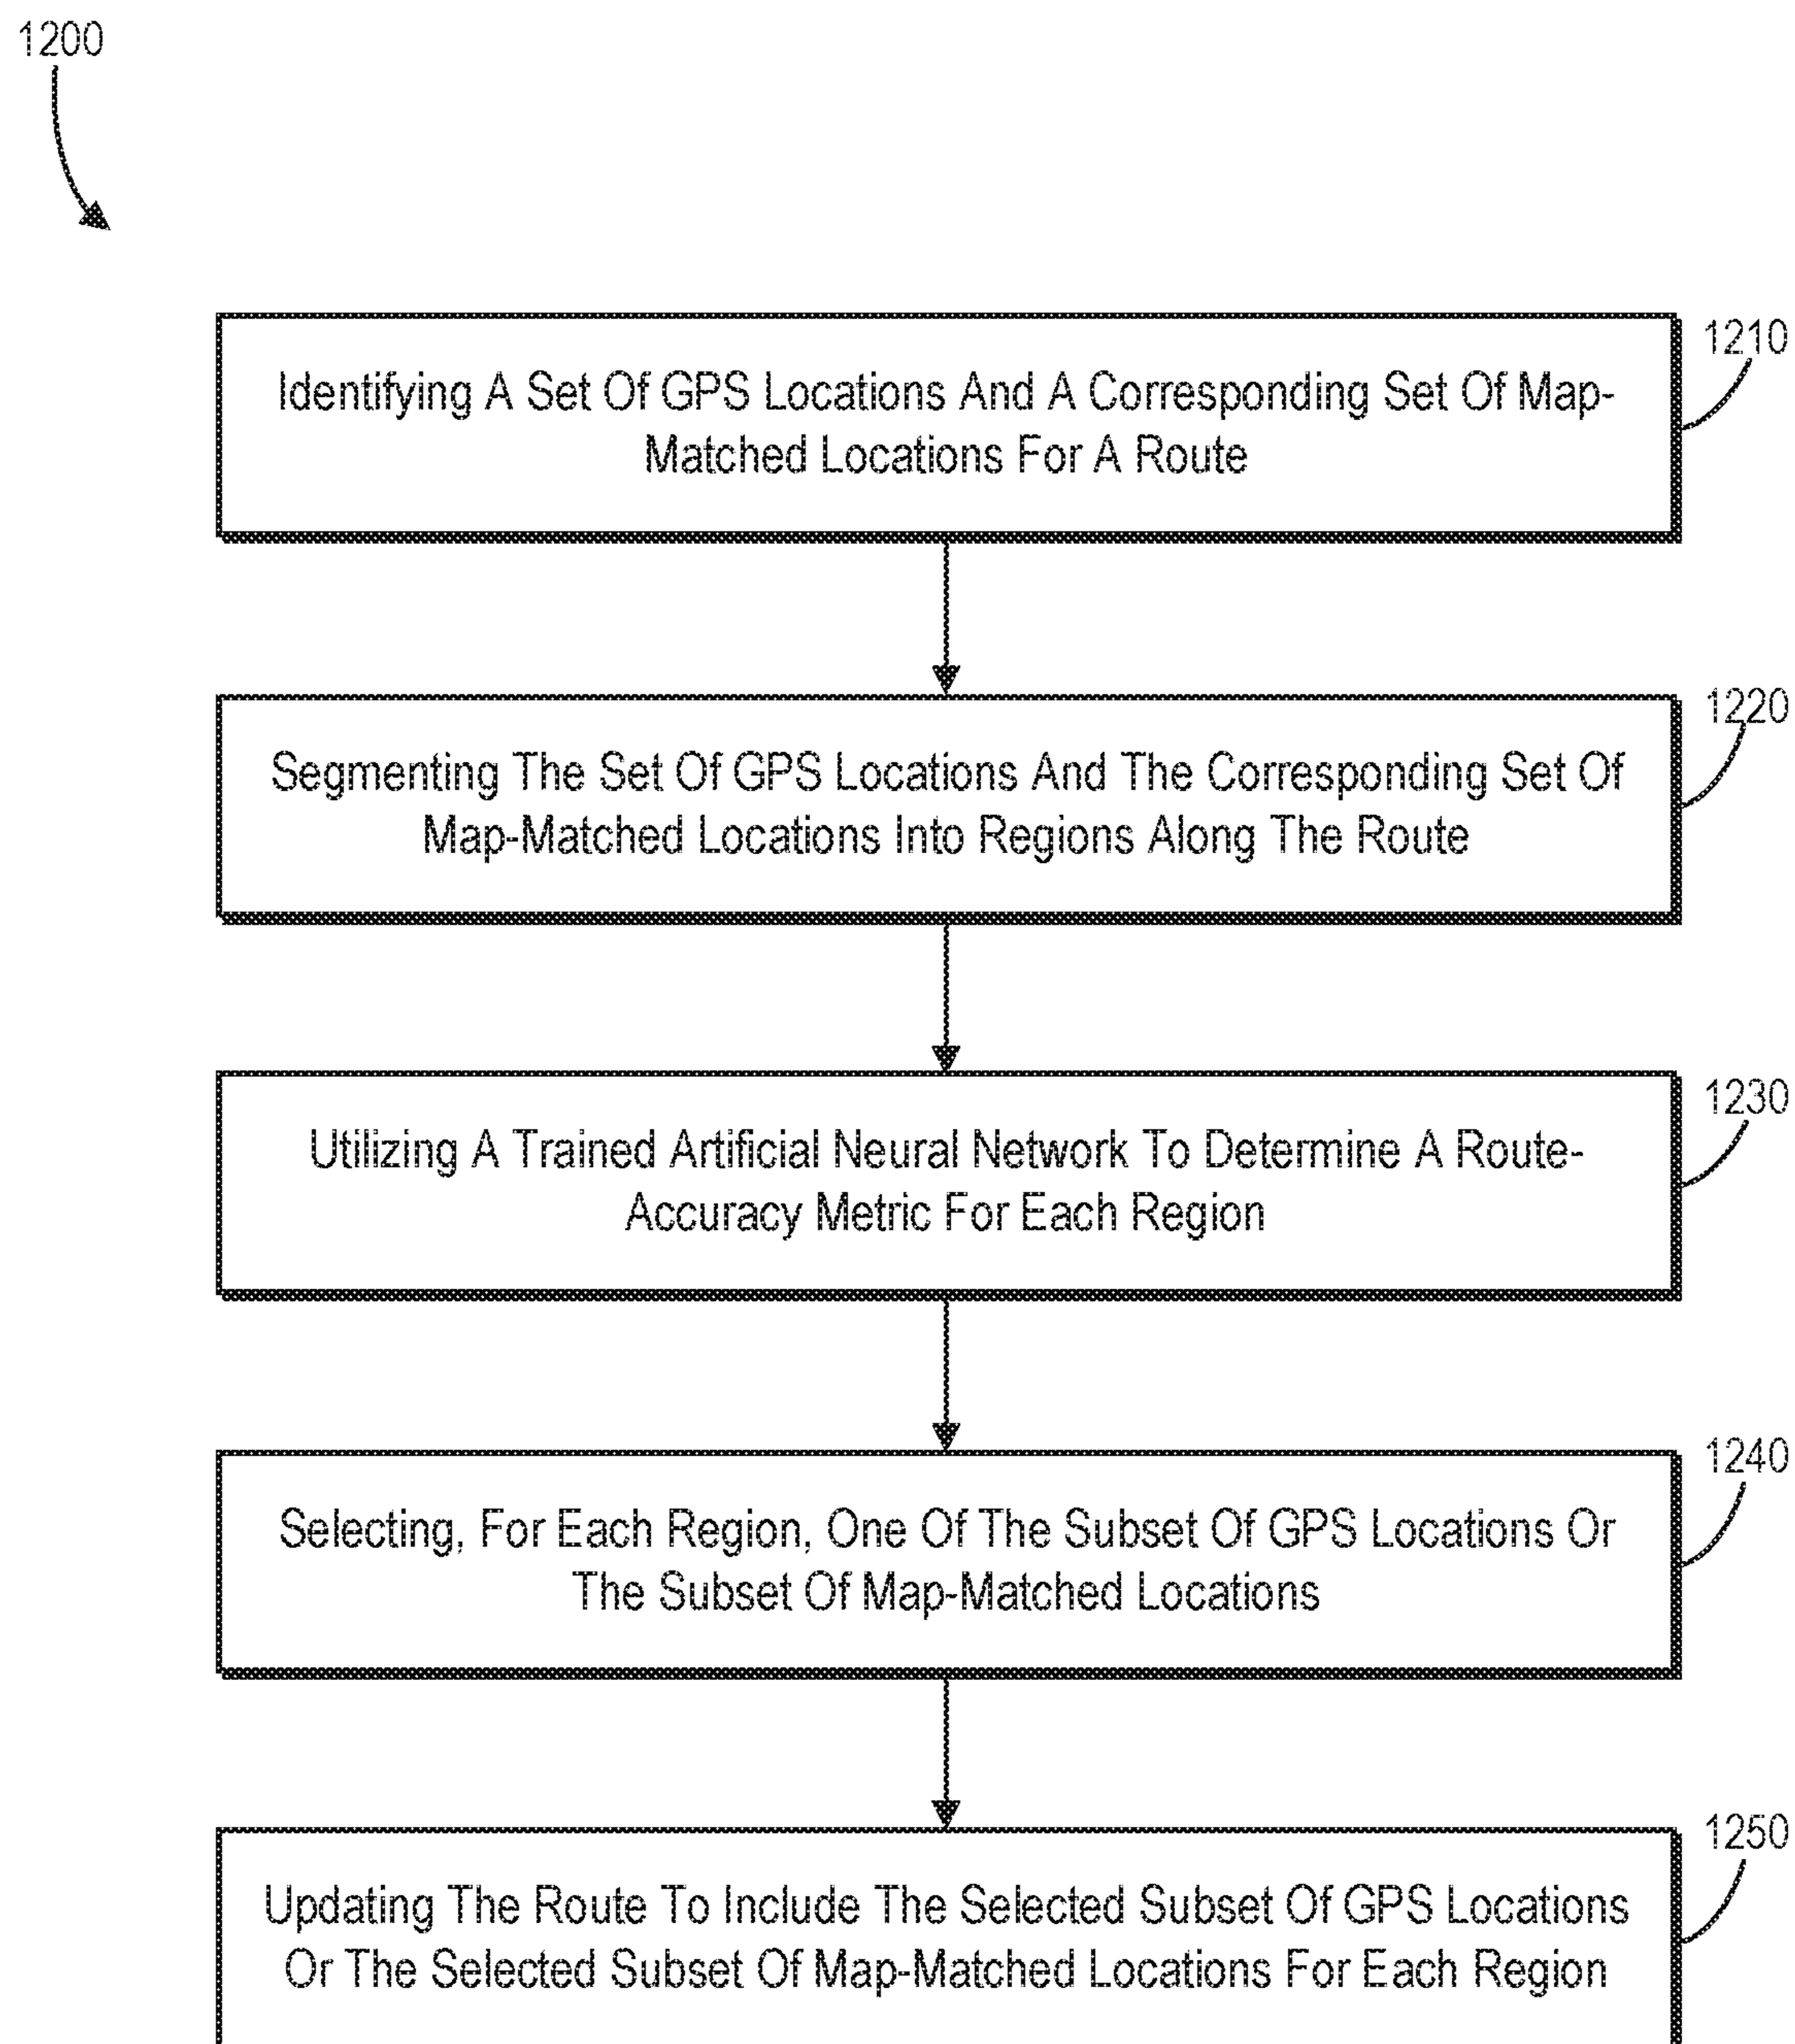 1200
1210
Identifying A Set Of GPS Locations And A Corresponding Set Of Map-
Matched Locations For A Route
1220
Segmenting The Set Of GPS Locations And The Corresponding Set Of
Map-Matched Locations Into Regions Along The Route
1230
Utilizing A Trained Artificial Neural Network To Determine A Route-
Accuracy Metric For Each Region
1240
Selecting, For Each Region, One Of The Subset Of GPS Locations Or
The Subset Of Map-Matched Locations
1250
Updating The Route To Include The Selected Subset Of GPS Locations
Or The Selected Subset Of Map-Matched Locations For Each Region